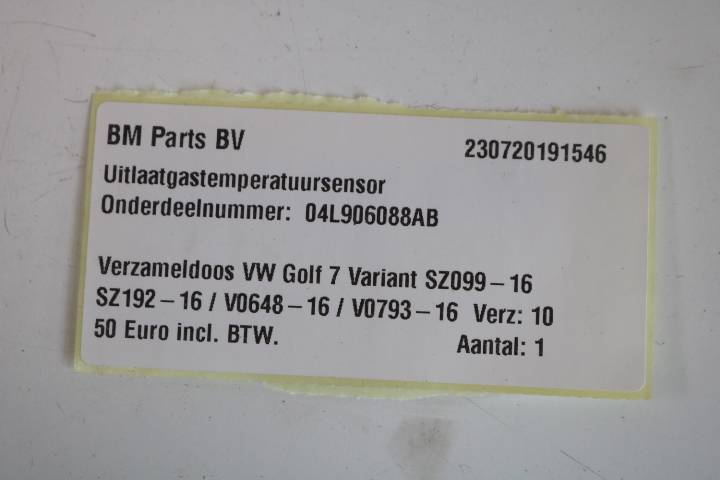 BM Parts BV 230720191546
Uitlaatgastemperatuursensor
Onderdeelnummer: 04L906088AB
Verzameldoos VW Golf 7 Variant SZ099-16
SZ192-16 / V0648-16 / V0793-16 Verz: 10
50 Euro incl. BTW. Aantal: 1